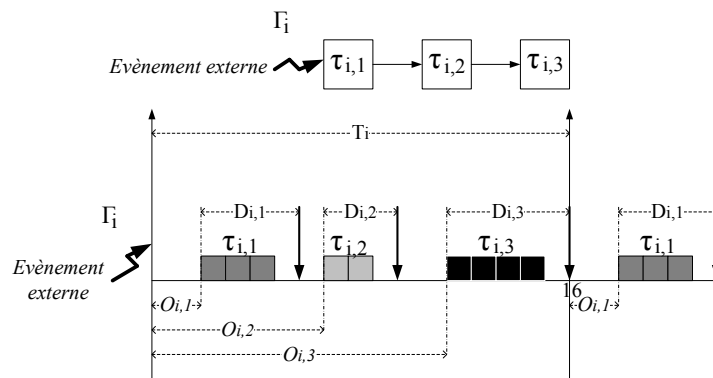 Γi
Evènement externe
τi,1 τi,2 τi,3
Ti
Γi
Di,1 Di,2 Di,3 Di,1
τi,1 τi,2 τi,3 τi,1
Evènement
externe
16
Oi,1 Oi,1
Oi,2
Oi,3